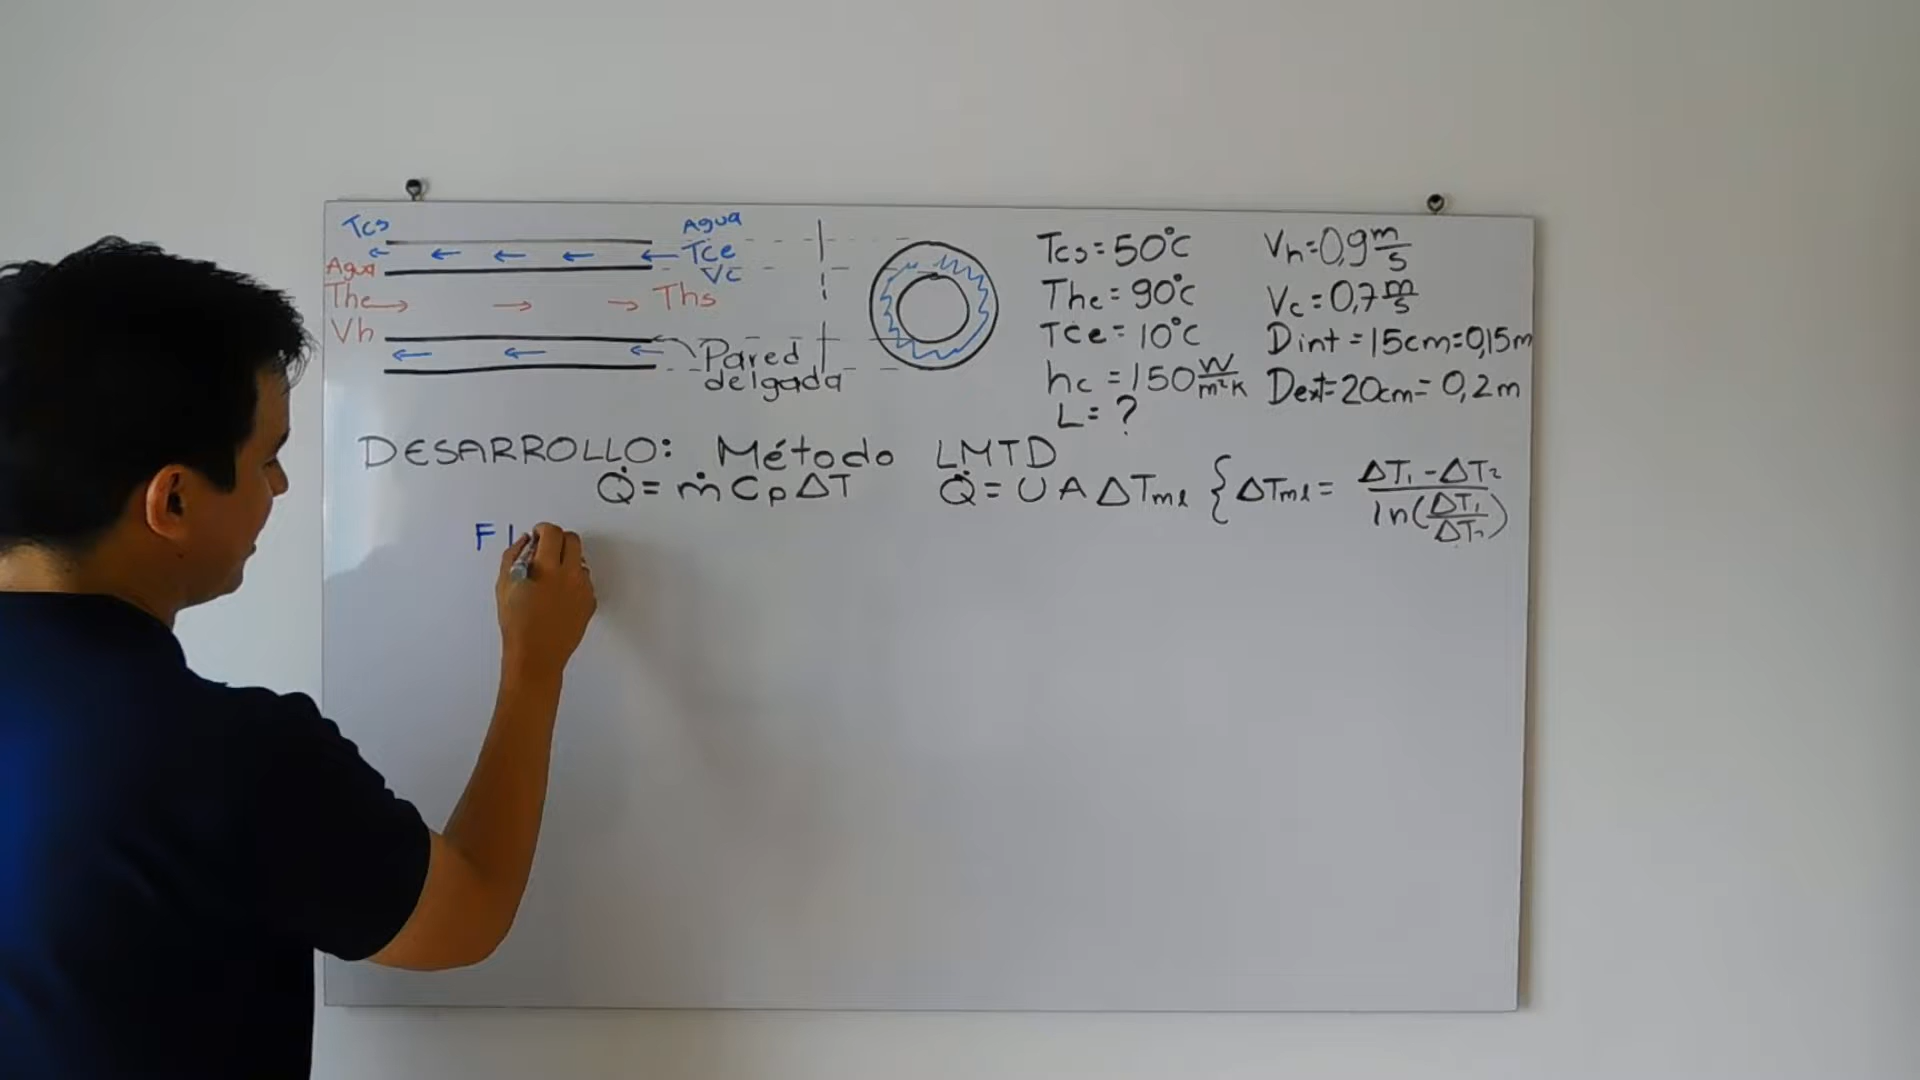 Tcs
Agua
Tce
Vc
Agua
The
Ths
Vh
Pared
delgada
Tcs = 50°C
The = 90°C
Tce = 10°C
hc = 150 W/m²K
L = ?
Vh = 0,9 m/s
Vc = 0,7 m/s
Dint = 15cm = 0,15m
Dext = 20cm = 0,2m
DESARROLLO: Método LMTD
Q̇ = ṁ Cp ΔT
Q̇ = U A ΔTml { ΔTml = (ΔT1 - ΔT2) / ln(ΔT1/ΔT2)
Fl